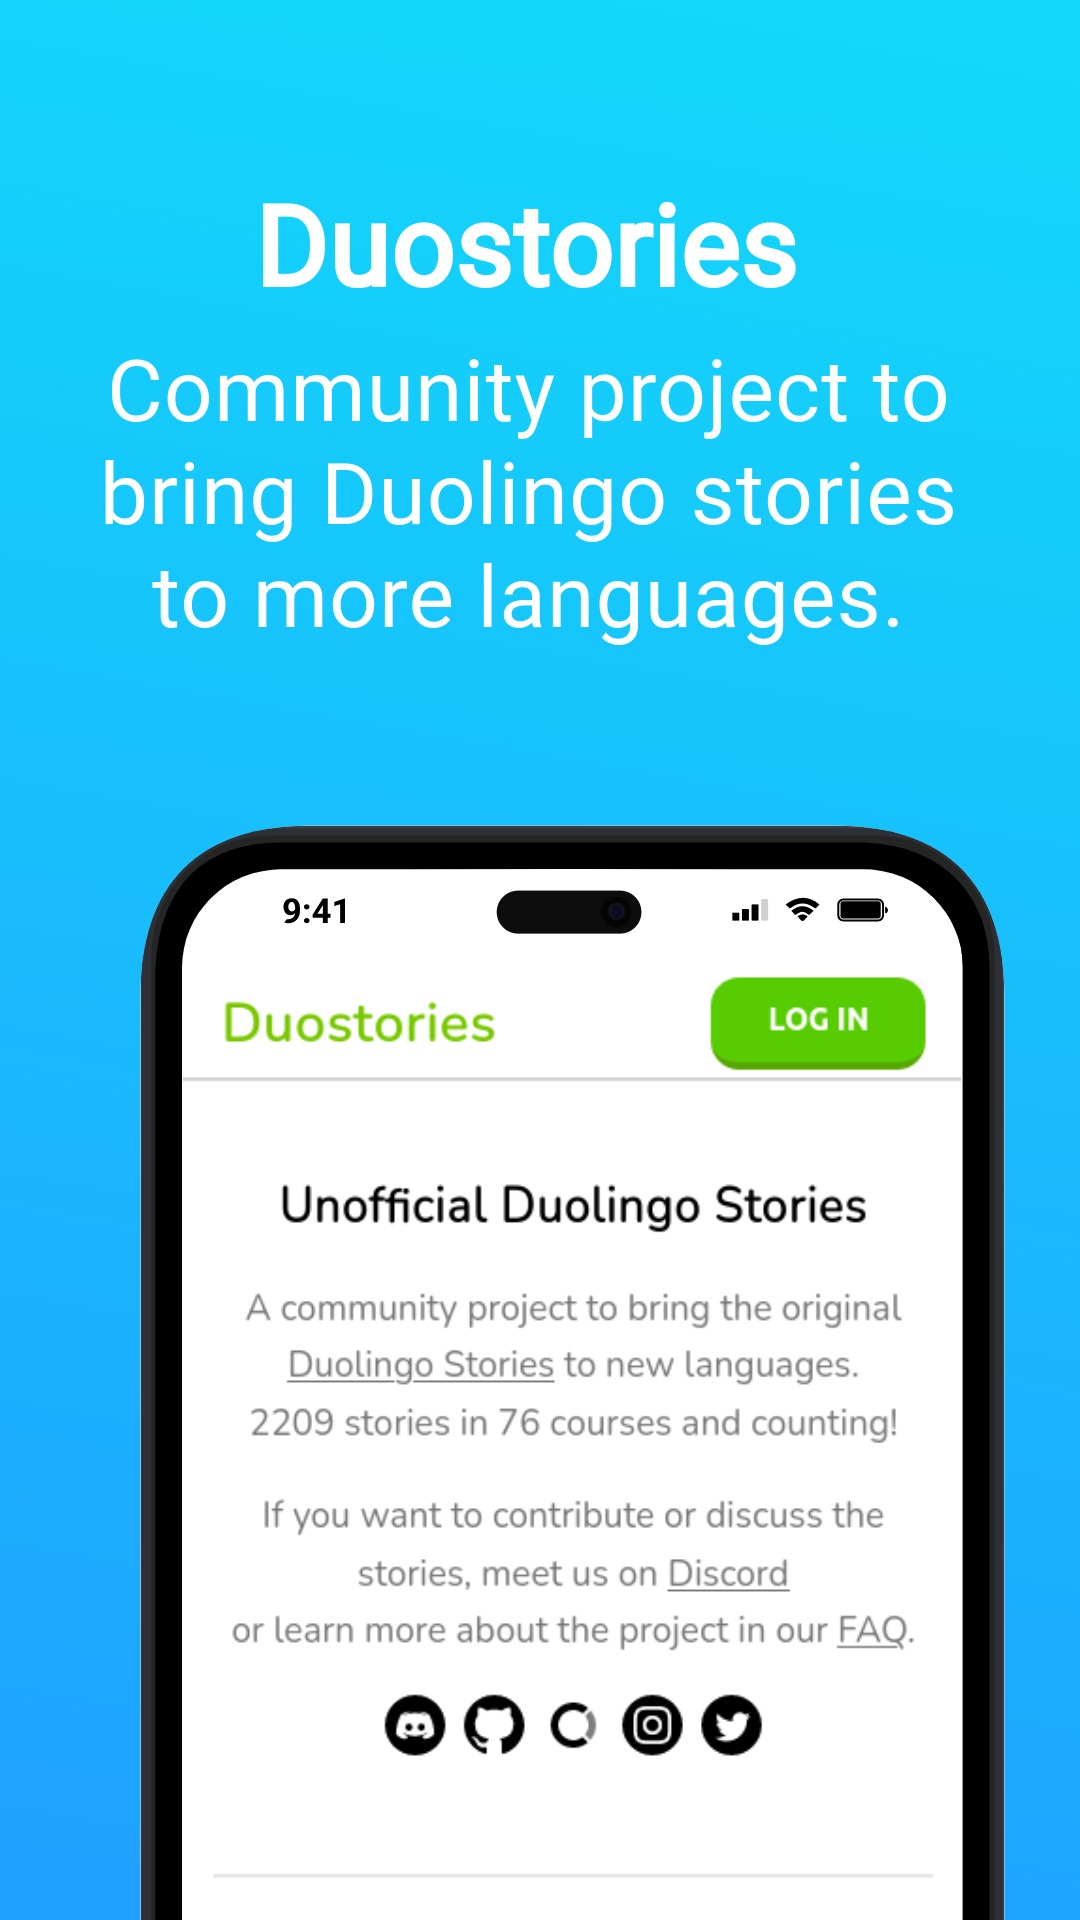 Duostories
Community project to
bring Duolingo stories
to more languages.
9:41
Duostories
LOG IN
Unofficial Duolingo Stories
A community project to bring the original
Duolingo Stories to new languages.
2209 stories in 76 courses and counting!
If you want to contribute or discuss the
stories, meet us on Discord
or learn more about the project in our FAQ.